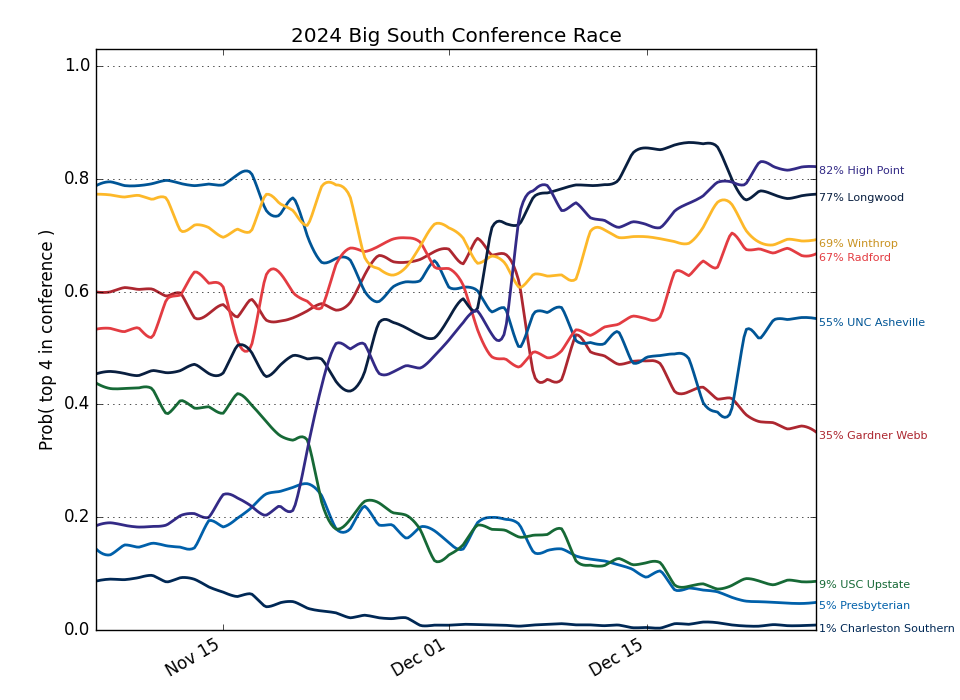 2024 Big South Conference Race
Prob( top 4 in conference )
1.0
0.8
0.6
0.4
0.2
0.0
Nov 15
Dec 01
Dec 15
82% High Point
77% Longwood
69% Winthrop
67% Radford
55% UNC Asheville
35% Gardner Webb
9% USC Upstate
5% Presbyterian
1% Charleston Southern